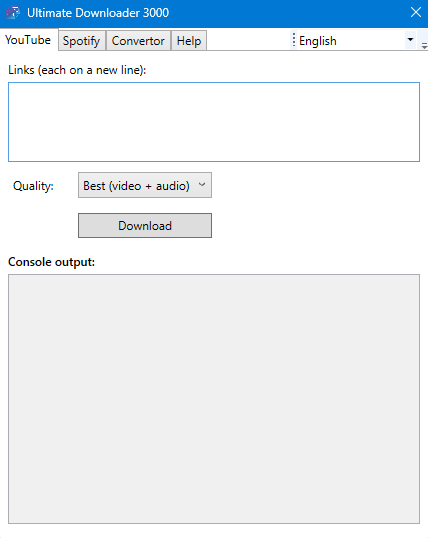 Ultimate Downloader 3000
YouTube Spotify Convertor Help English
Links (each on a new line):
Quality: Best (video + audio)
Download
Console output: